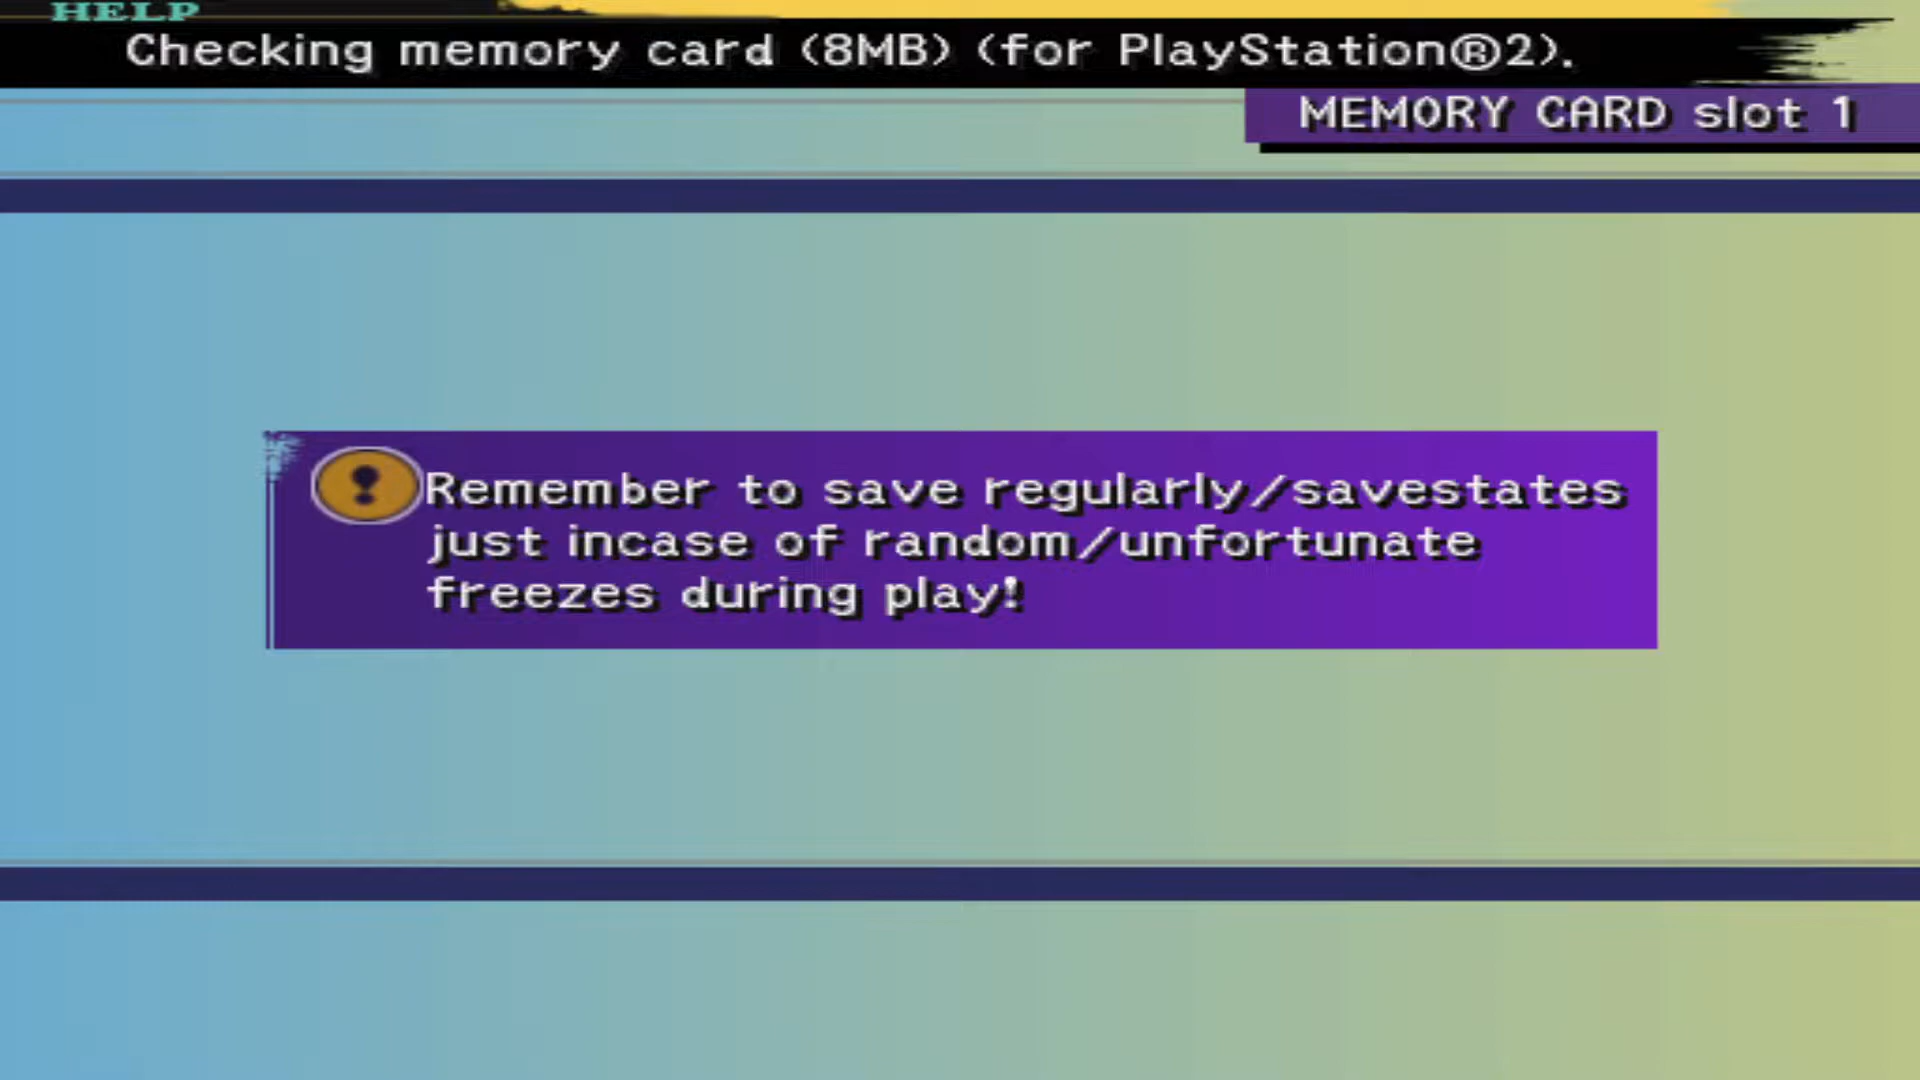 HELP
Checking memory card (8MB) (for PlayStation®2).
MEMORY CARD slot 1
Remember to save regularly/savestates
just incase of random/unfortunate
freezes during play!